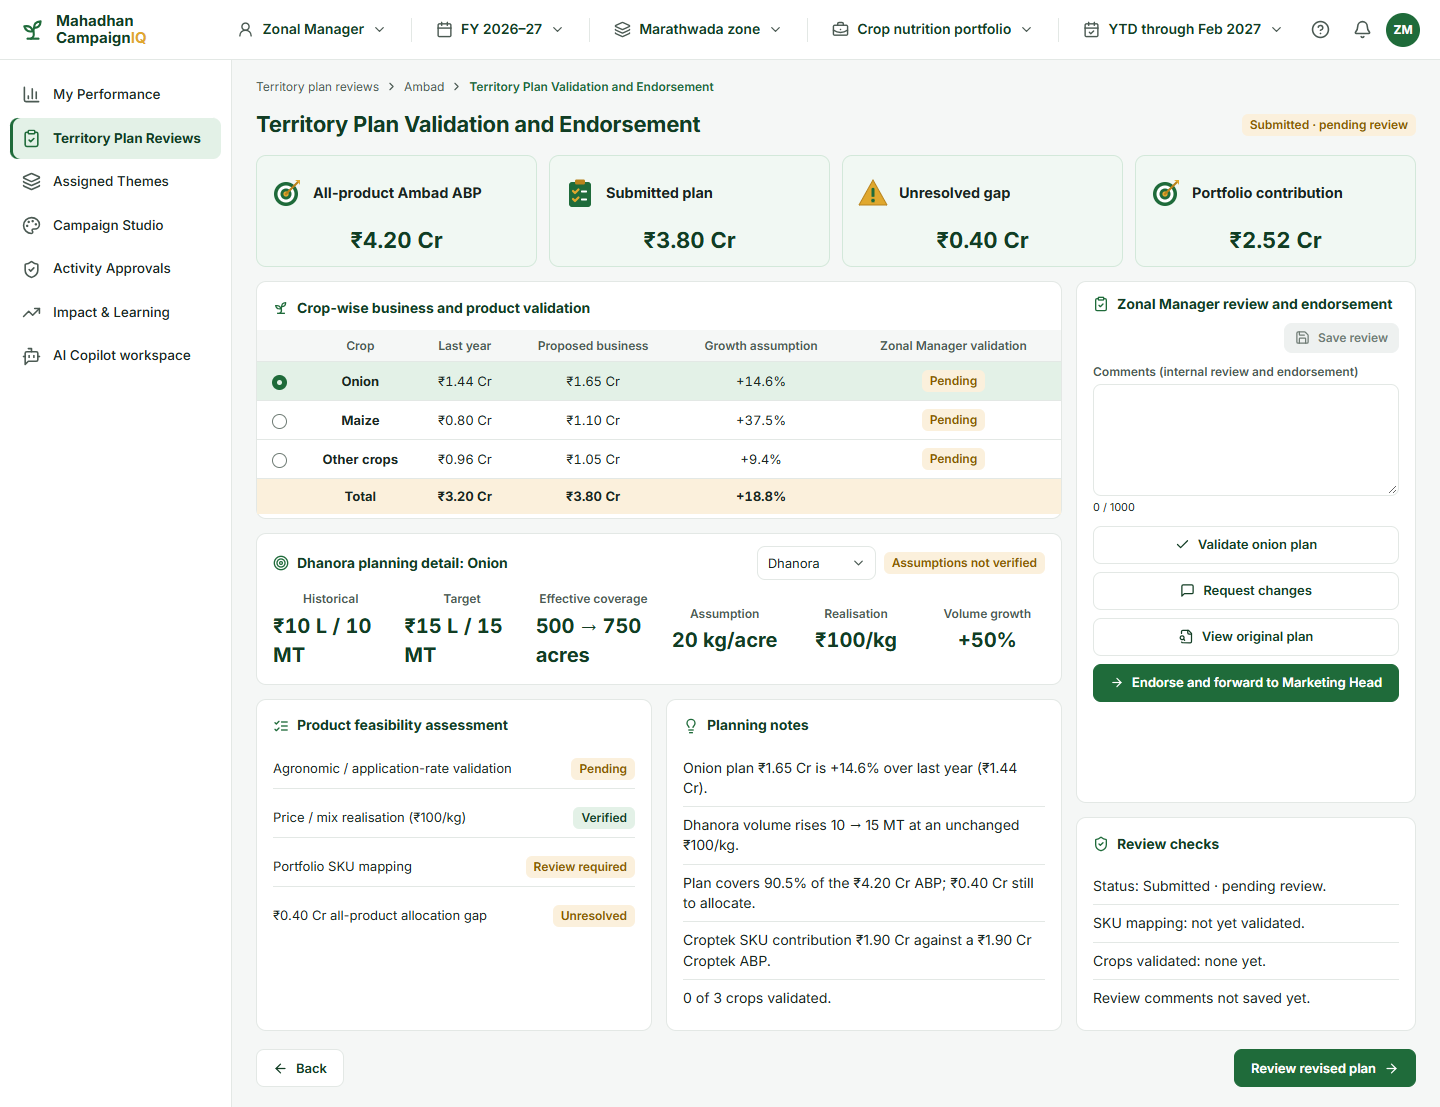 Mahadhan
CampaignIQ
Zonal Manager
FY 2026–27
Marathwada zone
Crop nutrition portfolio
YTD through Feb 2027
ZM
My Performance
Territory Plan Reviews
Assigned Themes
Campaign Studio
Activity Approvals
Impact & Learning
AI Copilot workspace
Territory plan reviews > Ambad > Territory Plan Validation and Endorsement
Territory Plan Validation and Endorsement
Submitted · pending review
All-product Ambad ABP
₹4.20 Cr
Submitted plan
₹3.80 Cr
Unresolved gap
₹0.40 Cr
Portfolio contribution
₹2.52 Cr
Crop-wise business and product validation
Crop Last year Proposed business Growth assumption Zonal Manager validation
Onion ₹1.44 Cr ₹1.65 Cr +14.6% Pending
Maize ₹0.80 Cr ₹1.10 Cr +37.5% Pending
Other crops ₹0.96 Cr ₹1.05 Cr +9.4% Pending
Total ₹3.20 Cr ₹3.80 Cr +18.8%
Dhanora planning detail: Onion
Dhanora
Assumptions not verified
Historical
₹10 L / 10
MT
Target
₹15 L / 15
MT
Effective coverage
500 → 750
acres
Assumption
20 kg/acre
Realisation
₹100/kg
Volume growth
+50%
Product feasibility assessment
Agronomic / application-rate validation Pending
Price / mix realisation (₹100/kg) Verified
Portfolio SKU mapping Review required
₹0.40 Cr all-product allocation gap Unresolved
Planning notes
Onion plan ₹1.65 Cr is +14.6% over last year (₹1.44
Cr).
Dhanora volume rises 10 → 15 MT at an unchanged
₹100/kg.
Plan covers 90.5% of the ₹4.20 Cr ABP; ₹0.40 Cr still
to allocate.
Croptek SKU contribution ₹1.90 Cr against a ₹1.90 Cr
Croptek ABP.
0 of 3 crops validated.
Zonal Manager review and endorsement
Save review
Comments (internal review and endorsement)
0 / 1000
Validate onion plan
Request changes
View original plan
Endorse and forward to Marketing Head
Review checks
Status: Submitted · pending review.
SKU mapping: not yet validated.
Crops validated: none yet.
Review comments not saved yet.
Back
Review revised plan